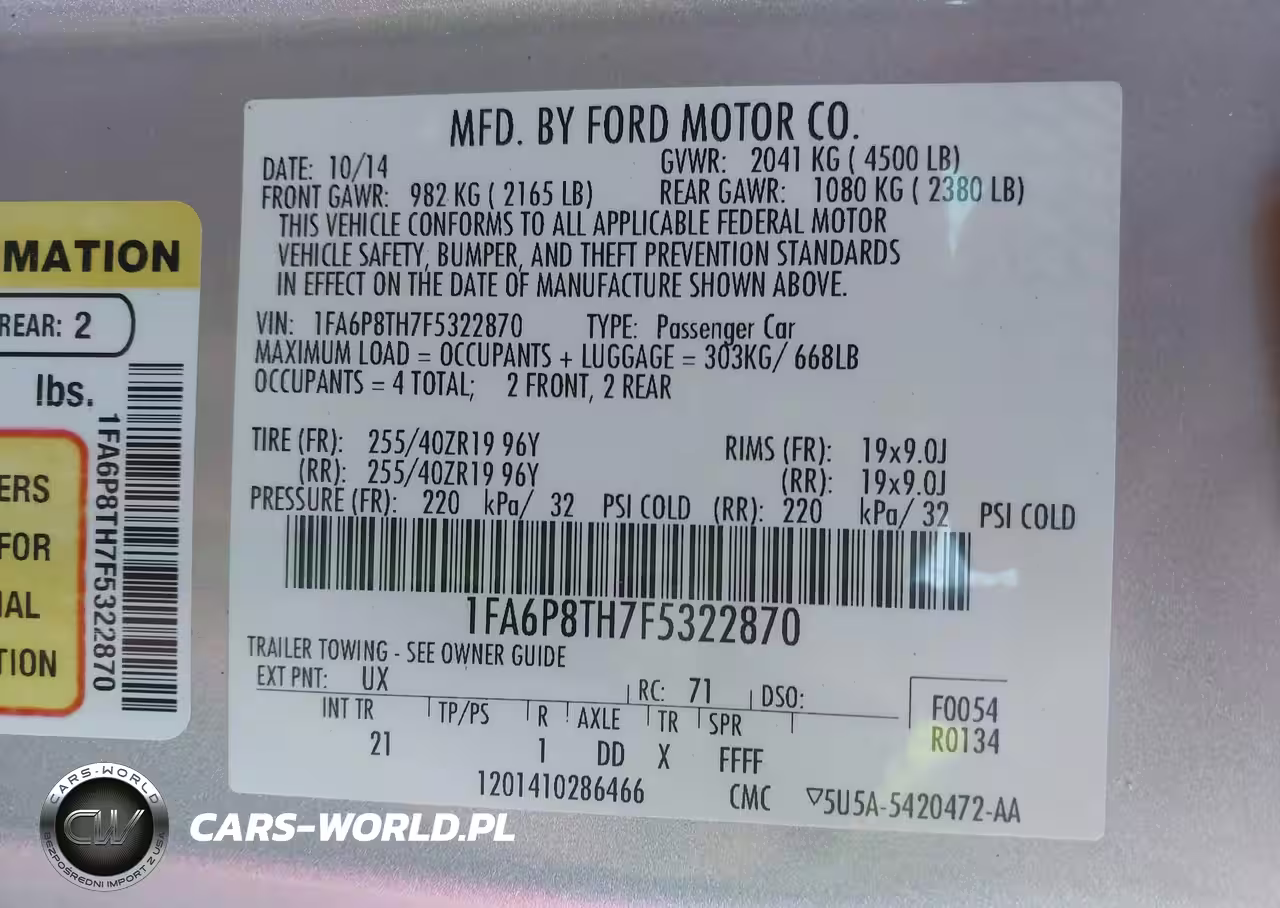 MATION
REAR: 2
lbs.
ERS
FOR
IAL
TION
1FA6P8TH7F5322870
MFD. BY FORD MOTOR CO.
DATE: 10/14 GVWR: 2041 KG ( 4500 LB)
FRONT GAWR: 982 KG ( 2165 LB) REAR GAWR: 1080 KG ( 2380 LB)
THIS VEHICLE CONFORMS TO ALL APPLICABLE FEDERAL MOTOR
VEHICLE SAFETY, BUMPER, AND THEFT PREVENTION STANDARDS
IN EFFECT ON THE DATE OF MANUFACTURE SHOWN ABOVE.
VIN: 1FA6P8TH7F5322870 TYPE: Passenger Car
MAXIMUM LOAD = OCCUPANTS + LUGGAGE = 303KG/ 668LB
OCCUPANTS = 4 TOTAL; 2 FRONT, 2 REAR
TIRE (FR): 255/40ZR19 96Y RIMS (FR): 19x9.0J
(RR): 255/40ZR19 96Y (RR): 19x9.0J
PRESSURE (FR): 220 kPa/ 32 PSI COLD (RR): 220 kPa/ 32 PSI COLD
1FA6P8TH7F5322870
TRAILER TOWING - SEE OWNER GUIDE
EXT PNT: UX RC: 71 DSO:
INT TR TP/PS R AXLE TR SPR F0054
21 1 DD X FFFF R0134
1201410286466 CMC ▽5U5A-5420472-AA
CARS-WORLD
CW
BEZPOŚREDNI IMPORT Z USA
CARS-WORLD.PL